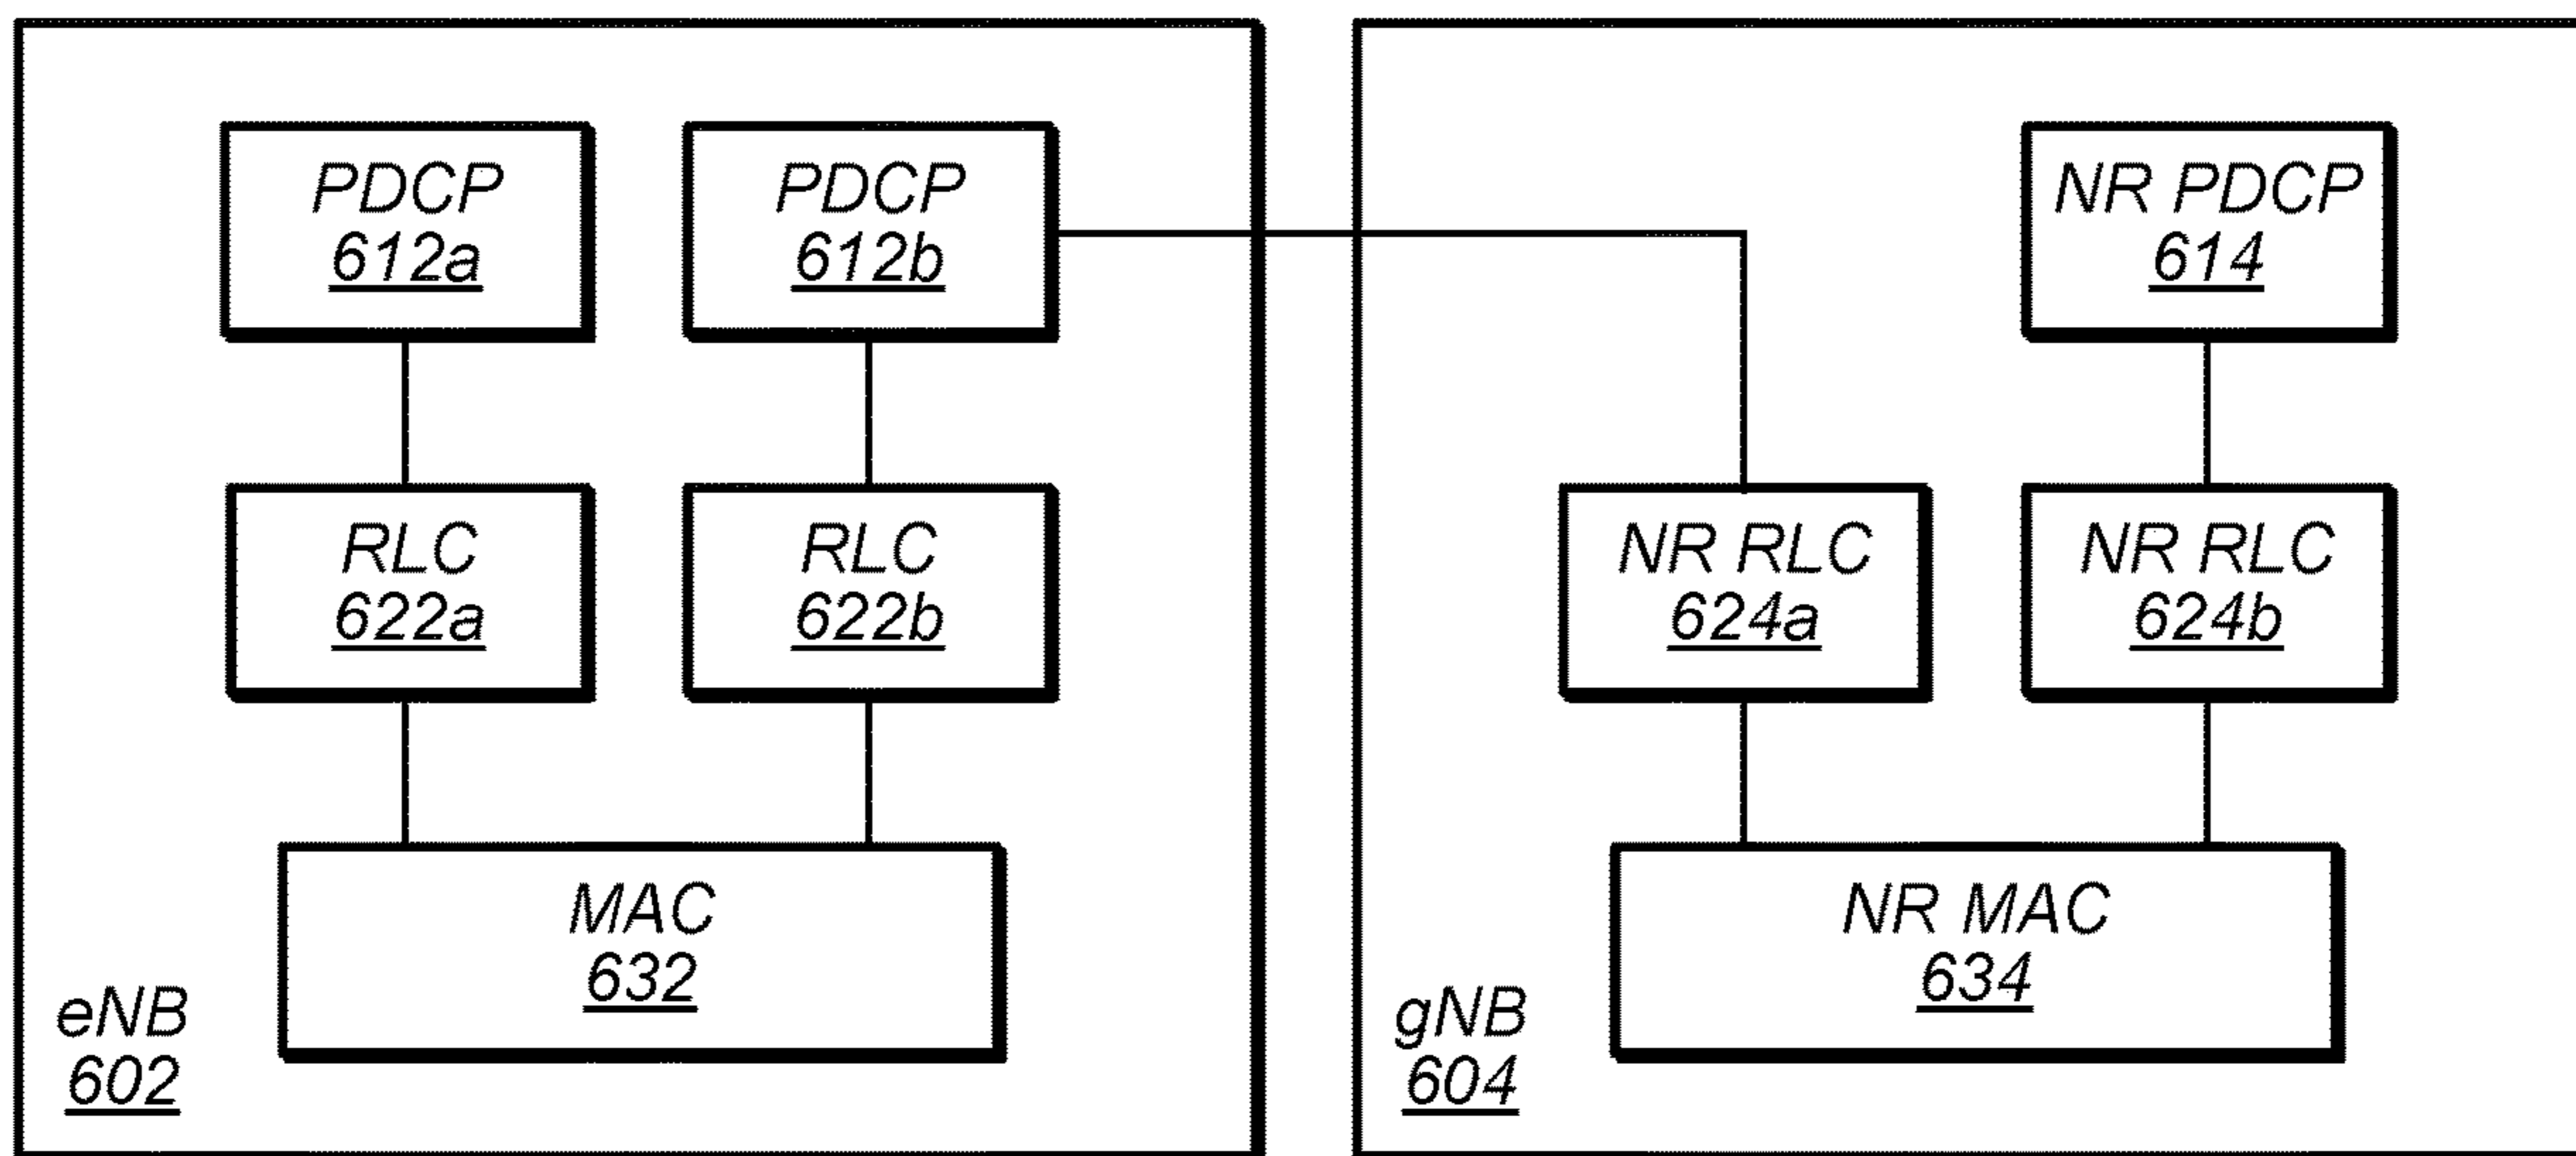 PDCP
612a
PDCP
612b
NR PDCP
614
RLC
622a
RLC
622b
NR RLC
624a
NR RLC
624b
MAC
632
NR MAC
634
eNB
602
gNB
604